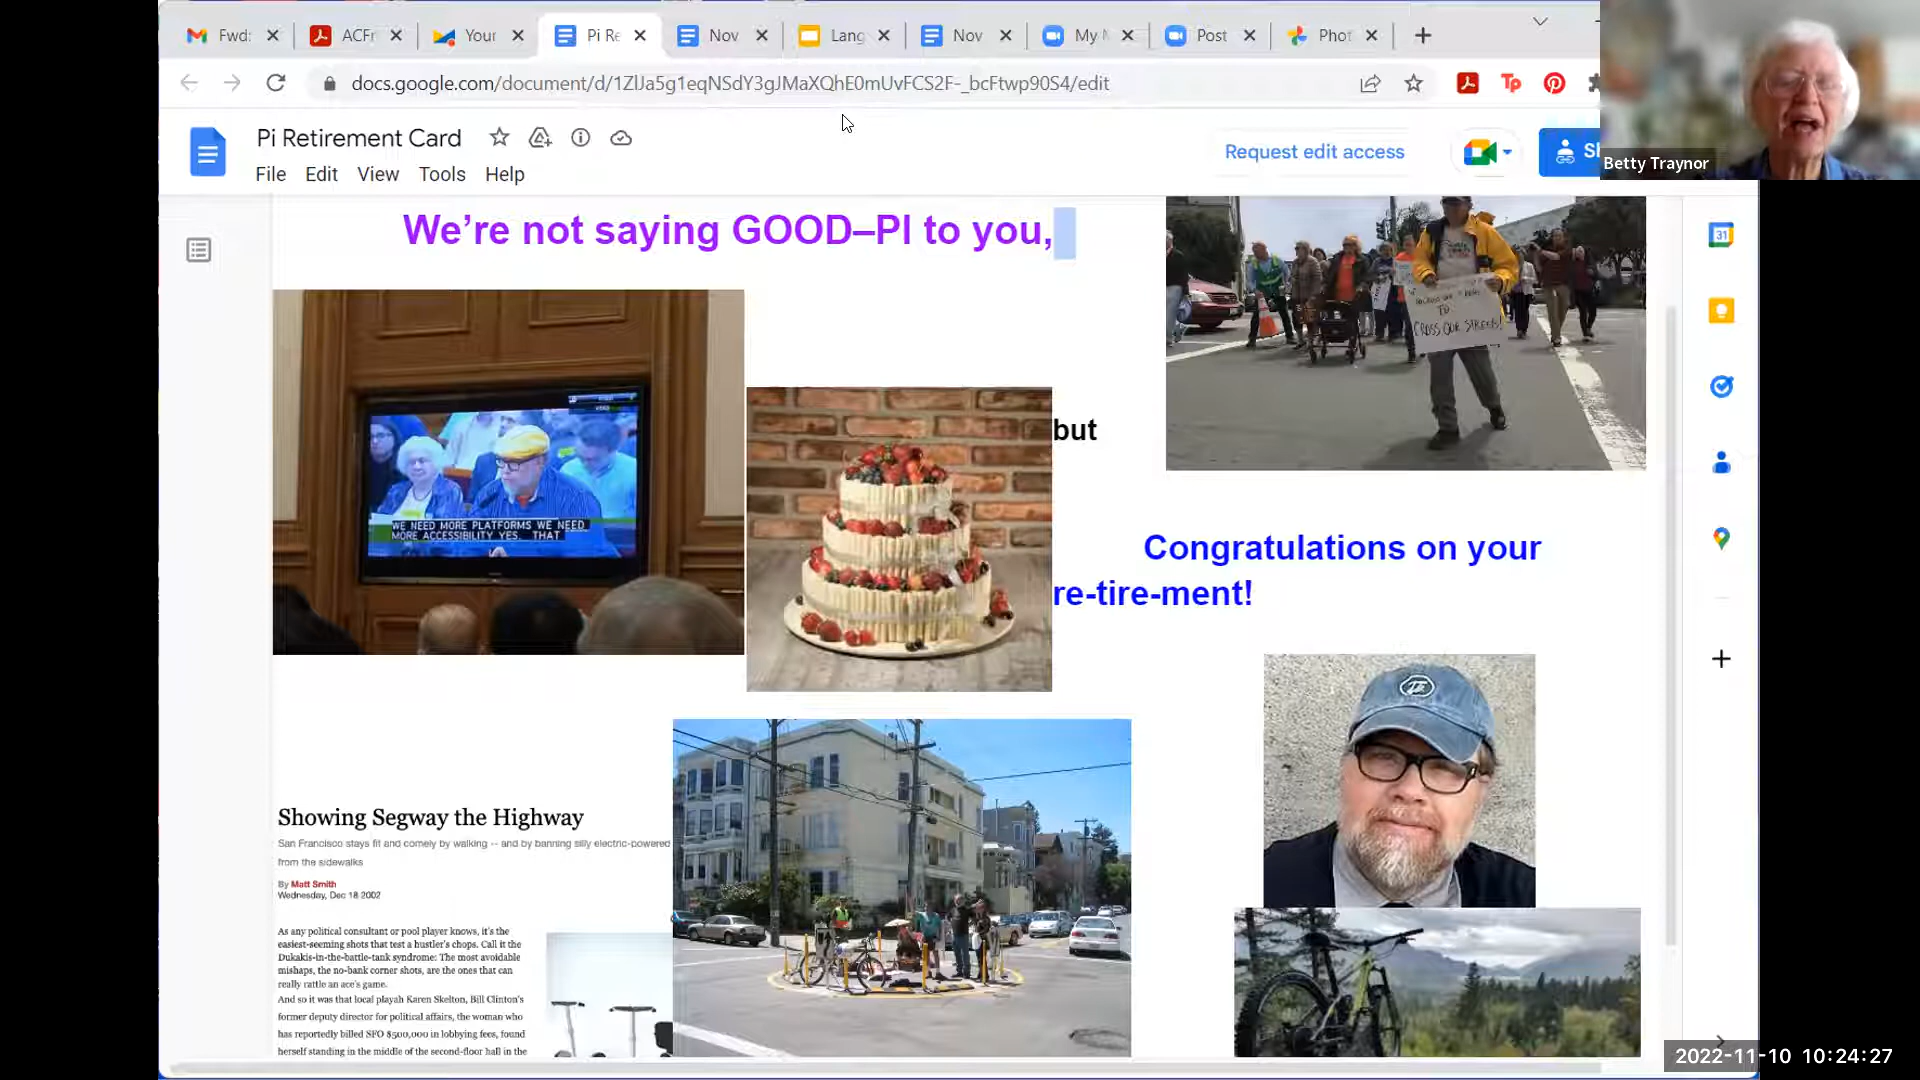 Fwd:
ACFr
Your
Pi Re
Nov
Lang
Nov
My
Post
Phot
docs.google.com/document/d/1ZlJa5g1eqNSdY3gJMaXQhE0mUvFCS2F-_bcFtwp90S4/edit
Tp
Pi Retirement Card
File Edit View Tools Help
Request edit access
Betty Traynor
31
We're not saying GOOD–PI to you,
TO
CROSS OUR STREETS!
WE NEED MORE PLATFORMS WE NEED
MORE ACCESSIBILITY YES. THAT
but
Congratulations on your
re-tire-ment!
Showing Segway the Highway
San Francisco stays fit and comely by walking -- and by banning silly electric-powered
from the sidewalks
By Matt Smith
Wednesday, Dec 18 2002
As any political consultant or pool player knows, it's the
easiest-seeming shots that test a hustler's chops. Call it the
Dukakis-in-the-battle-tank syndrome: The most avoidable
mishaps, the no-bank corner shots, are the ones that can
really rattle an ace's game.
And so it was that local playah Karen Skelton, Bill Clinton's
former deputy director for political affairs, the woman who
has reportedly billed SFO $500,000 in lobbying fees, found
herself standing in the middle of the second-floor hall in the
2022-11-10 10:24:27